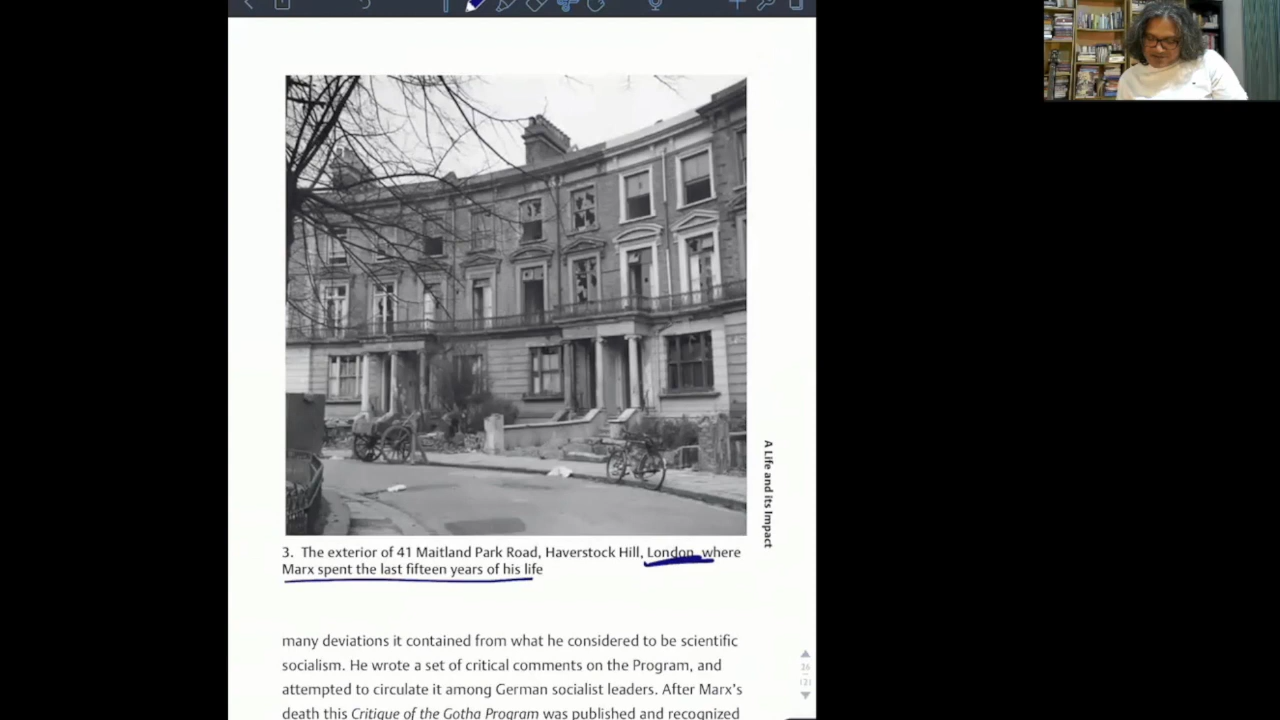 A Life and its Impact
3. The exterior of 41 Maitland Park Road, Haverstock Hill, London, where
Marx spent the last fifteen years of his life
many deviations it contained from what he considered to be scientific
socialism. He wrote a set of critical comments on the Program, and
attempted to circulate it among German socialist leaders. After Marx’s
death this Critique of the Gotha Program was published and recognized